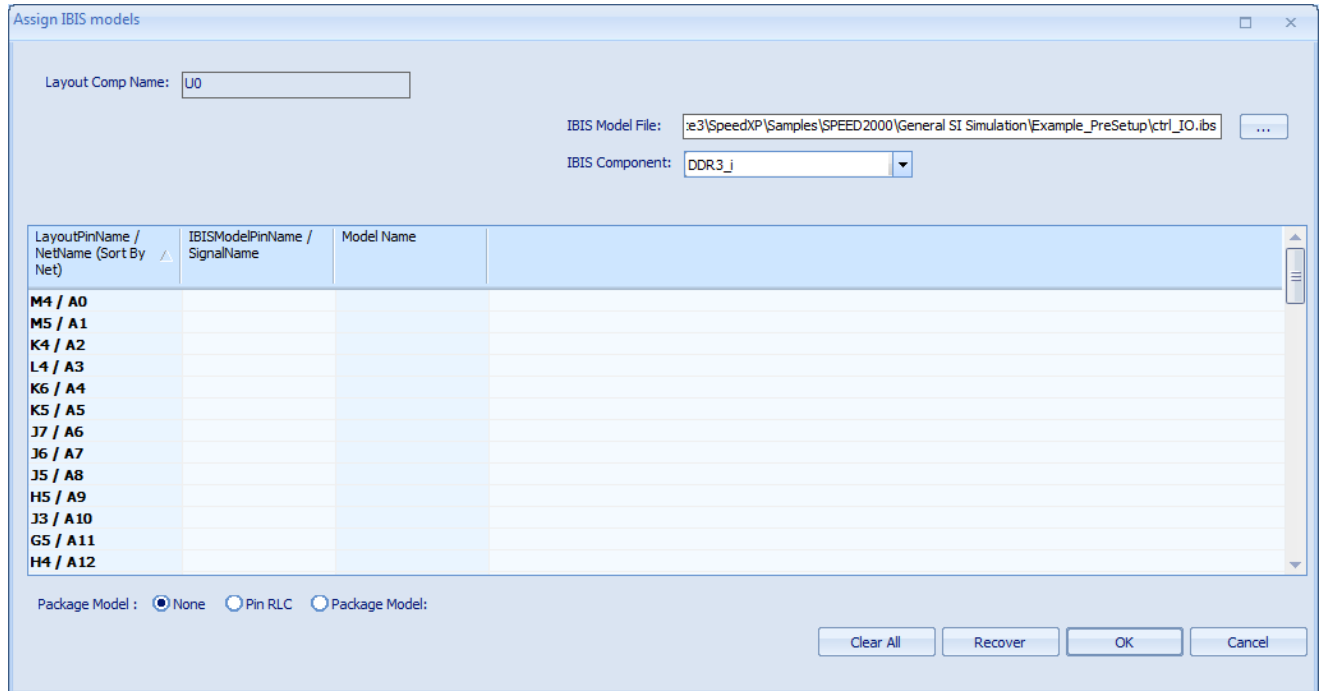 Assign IBIS models
Layout Comp Name: U0
IBIS Model File: :e3\SpeedXP\Samples\SPEED2000\General SI Simulation\Example_PreSetup\ctrl_IO.ibs ...
IBIS Component: DDR3_i
LayoutPinName / IBISModelPinName / Model Name
NetName (Sort By SignalName
Net)
M4 / A0
M5 / A1
K4 / A2
L4 / A3
K6 / A4
K5 / A5
J7 / A6
J6 / A7
J5 / A8
H5 / A9
J3 / A10
G5 / A11
H4 / A12
Package Model : None Pin RLC Package Model:
Clear All Recover OK Cancel